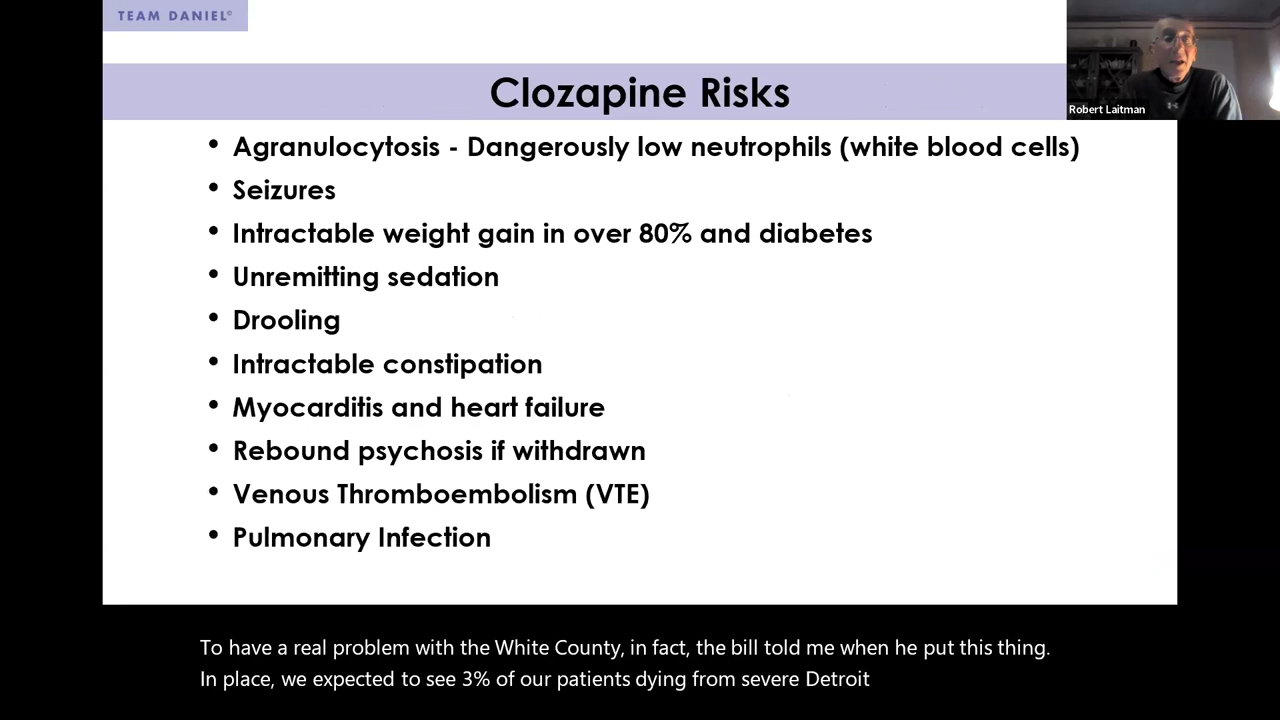 TEAM DANIEL®
Clozapine Risks
Robert Laitman
• Agranulocytosis - Dangerously low neutrophils (white blood cells)
• Seizures
• Intractable weight gain in over 80% and diabetes
• Unremitting sedation
• Drooling
• Intractable constipation
• Myocarditis and heart failure
• Rebound psychosis if withdrawn
• Venous Thromboembolism (VTE)
• Pulmonary Infection
To have a real problem with the White County, in fact, the bill told me when he put this thing.
In place, we expected to see 3% of our patients dying from severe Detroit